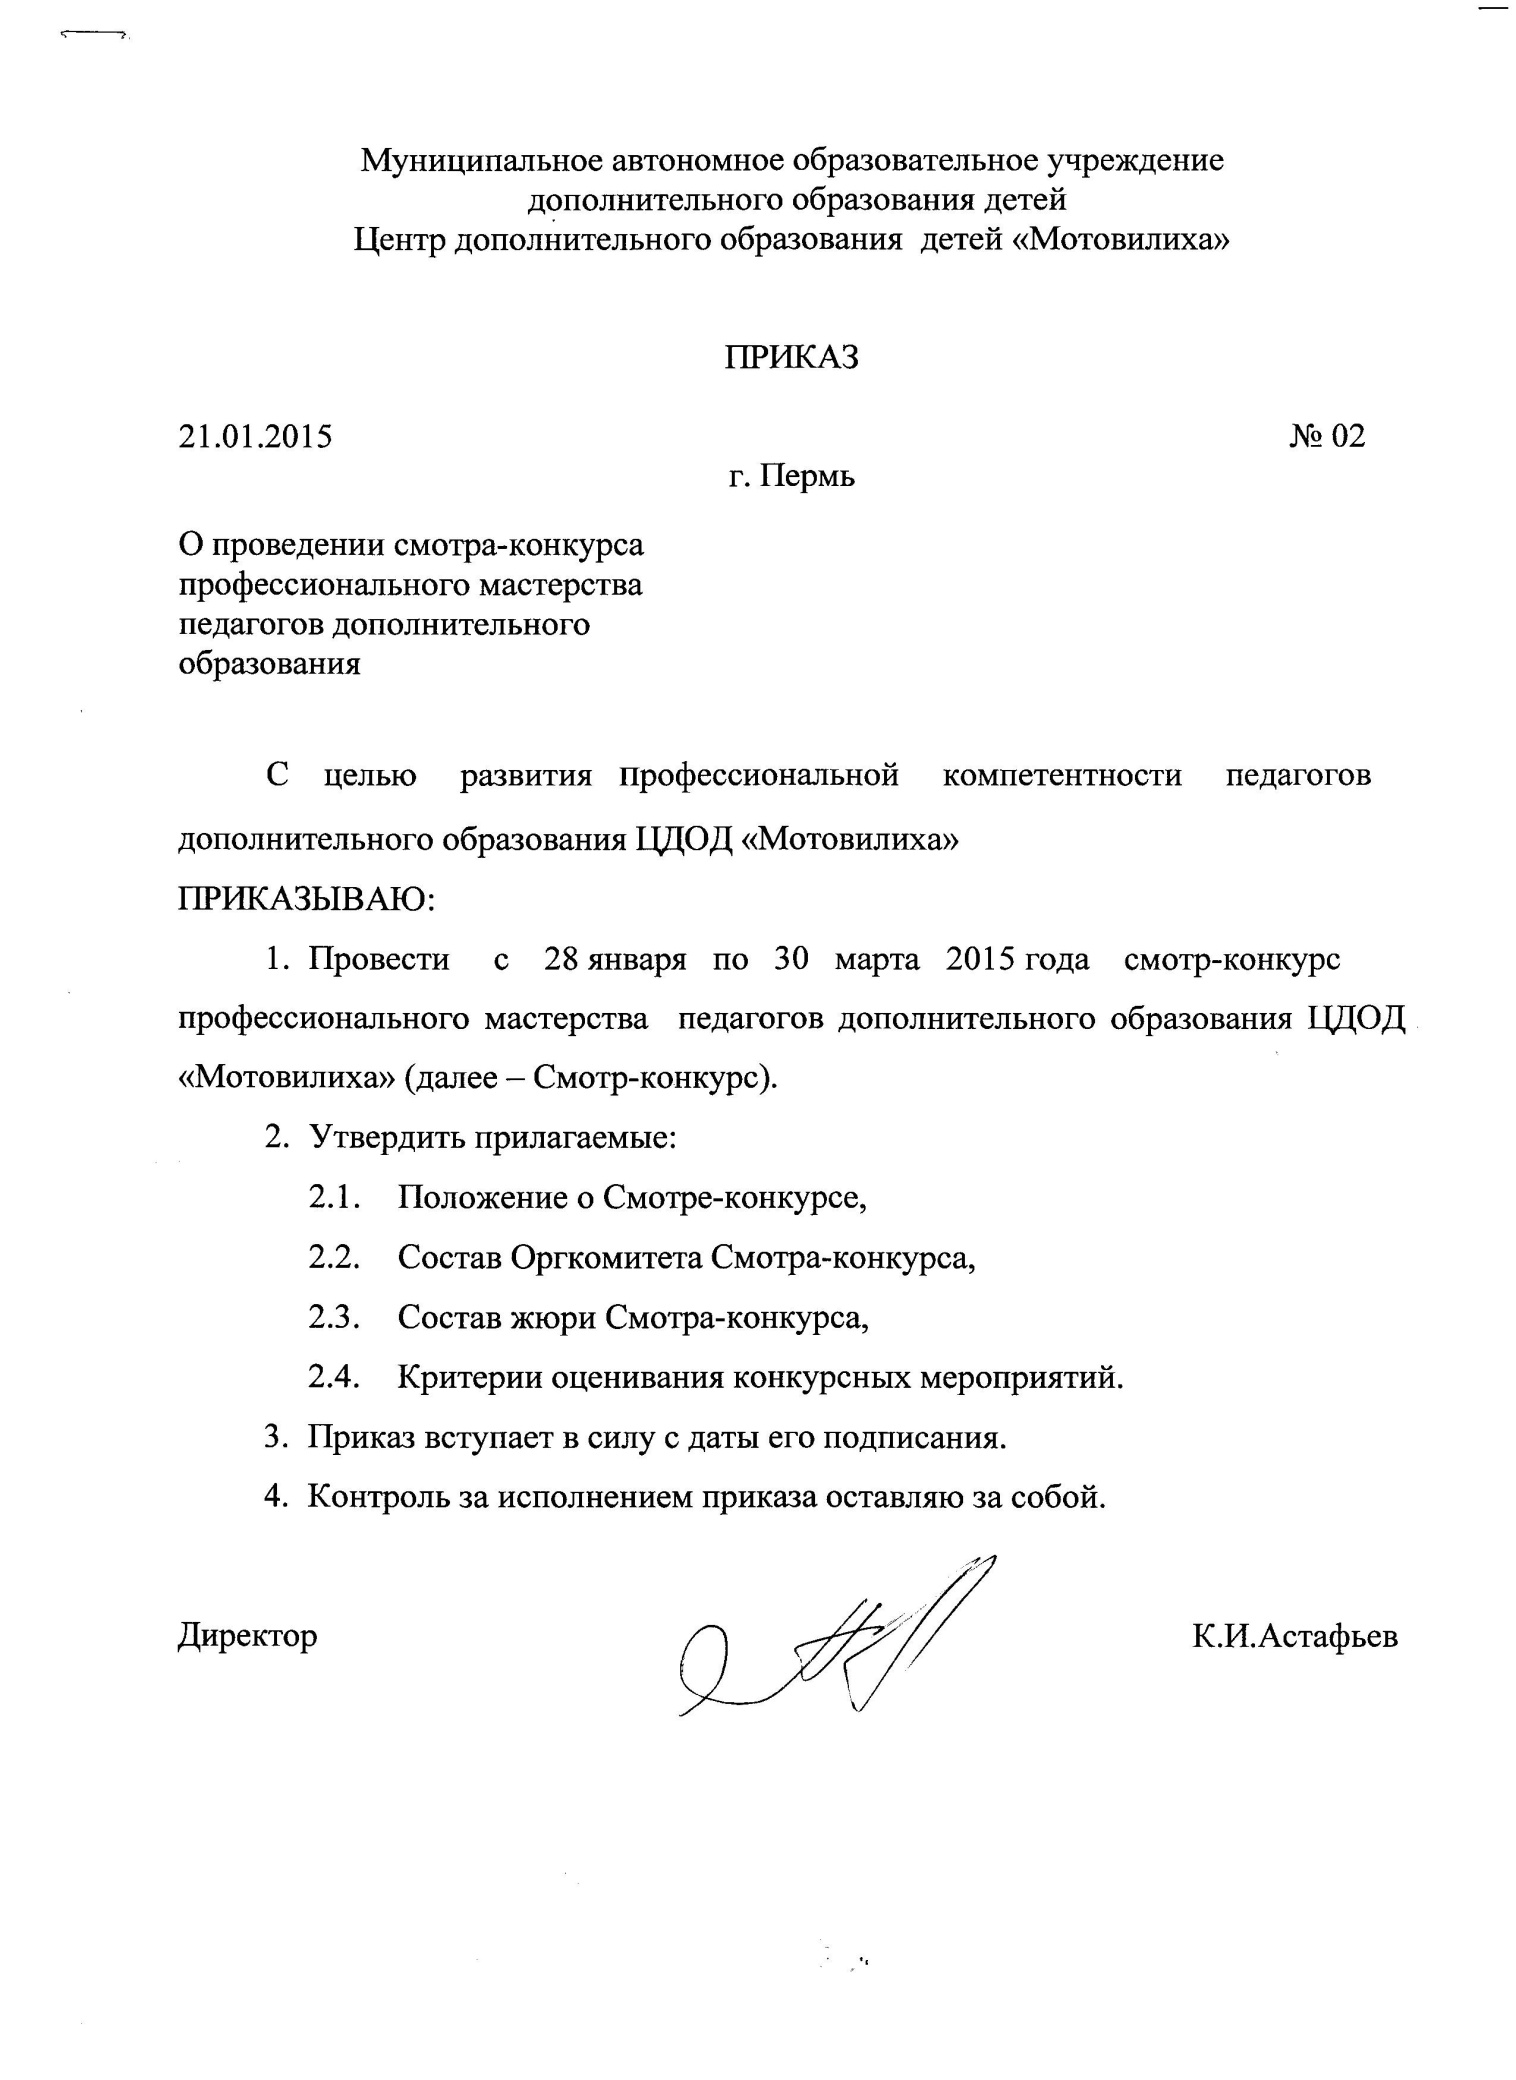 Муниципальное автономное образовательное учреждение
дополнительного образования детей
Центр дополнительного образования детей «Мотовилиха»
ПРИКАЗ
21.01.2015 № 02
г. Пермь
О проведении смотра-конкурса
профессионального мастерства
педагогов дополнительного
образования
С целью развития профессиональной компетентности педагогов
дополнительного образования ЦДОД «Мотовилиха»
ПРИКАЗЫВАЮ:
1. Провести с 28 января по 30 марта 2015 года смотр-конкурс
профессионального мастерства педагогов дополнительного образования ЦДОД
«Мотовилиха» (далее – Смотр-конкурс).
2. Утвердить прилагаемые:
2.1. Положение о Смотре-конкурсе,
2.2. Состав Оргкомитета Смотра-конкурса,
2.3. Состав жюри Смотра-конкурса,
2.4. Критерии оценивания конкурсных мероприятий.
3. Приказ вступает в силу с даты его подписания.
4. Контроль за исполнением приказа оставляю за собой.
Директор К.И.Астафьев